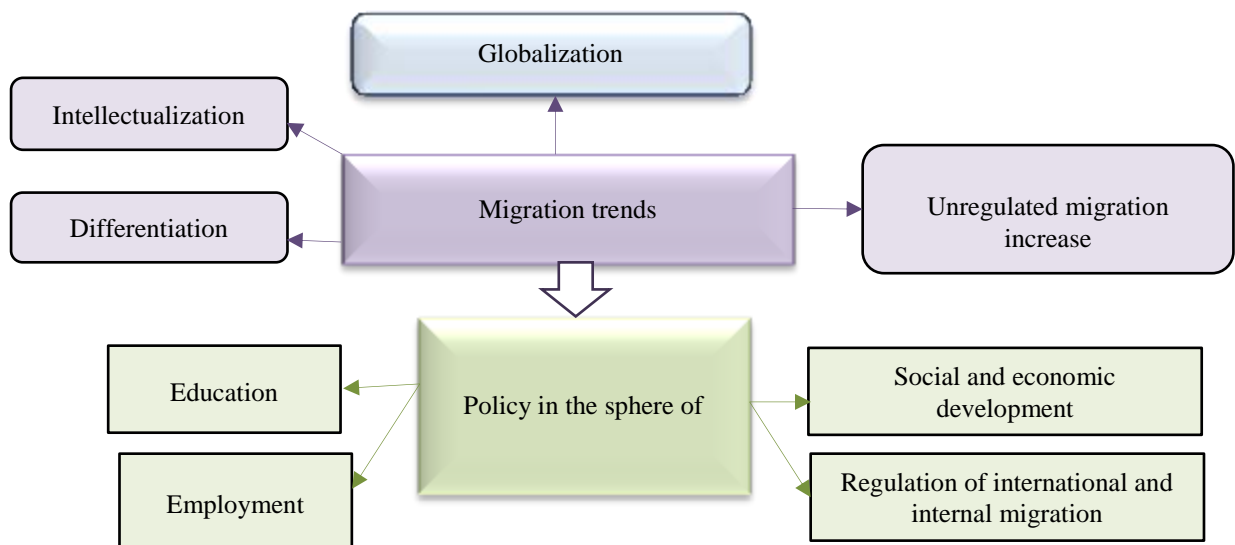 Globalization
Intellectualization
Differentiation
Migration trends
Unregulated migration
increase
Education
Employment
Policy in the sphere of
Social and economic
development
Regulation of international and
internal migration